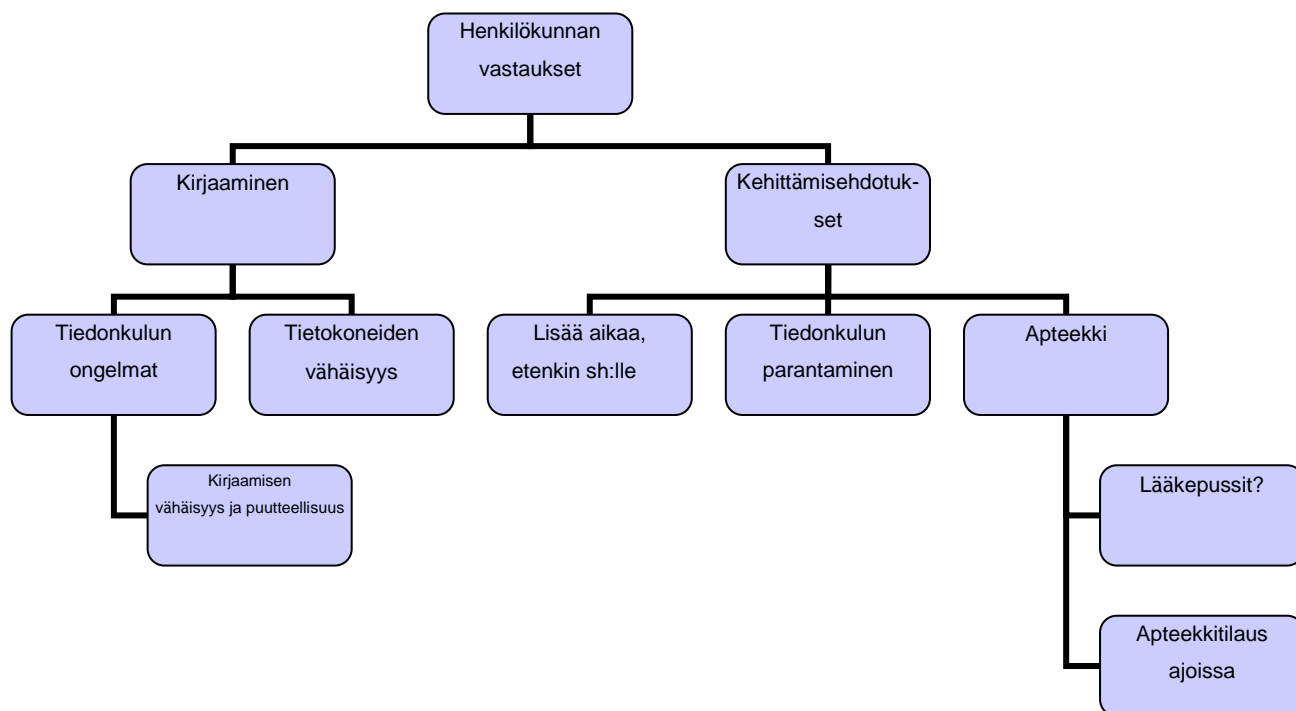 Henkilökunnan
vastaukset
Kirjaaminen
Kehittämisehdotuk-
set
Tiedonkulun
ongelmat
Tietokoneiden
vähäisyys
Lisää aikaa,
etenkin sh:lle
Tiedonkulun
parantaminen
Apteekki
Kirjaamisen
vähäisyys ja puutteellisuus
Lääkepussit?
Apteekkitilaus
ajoissa